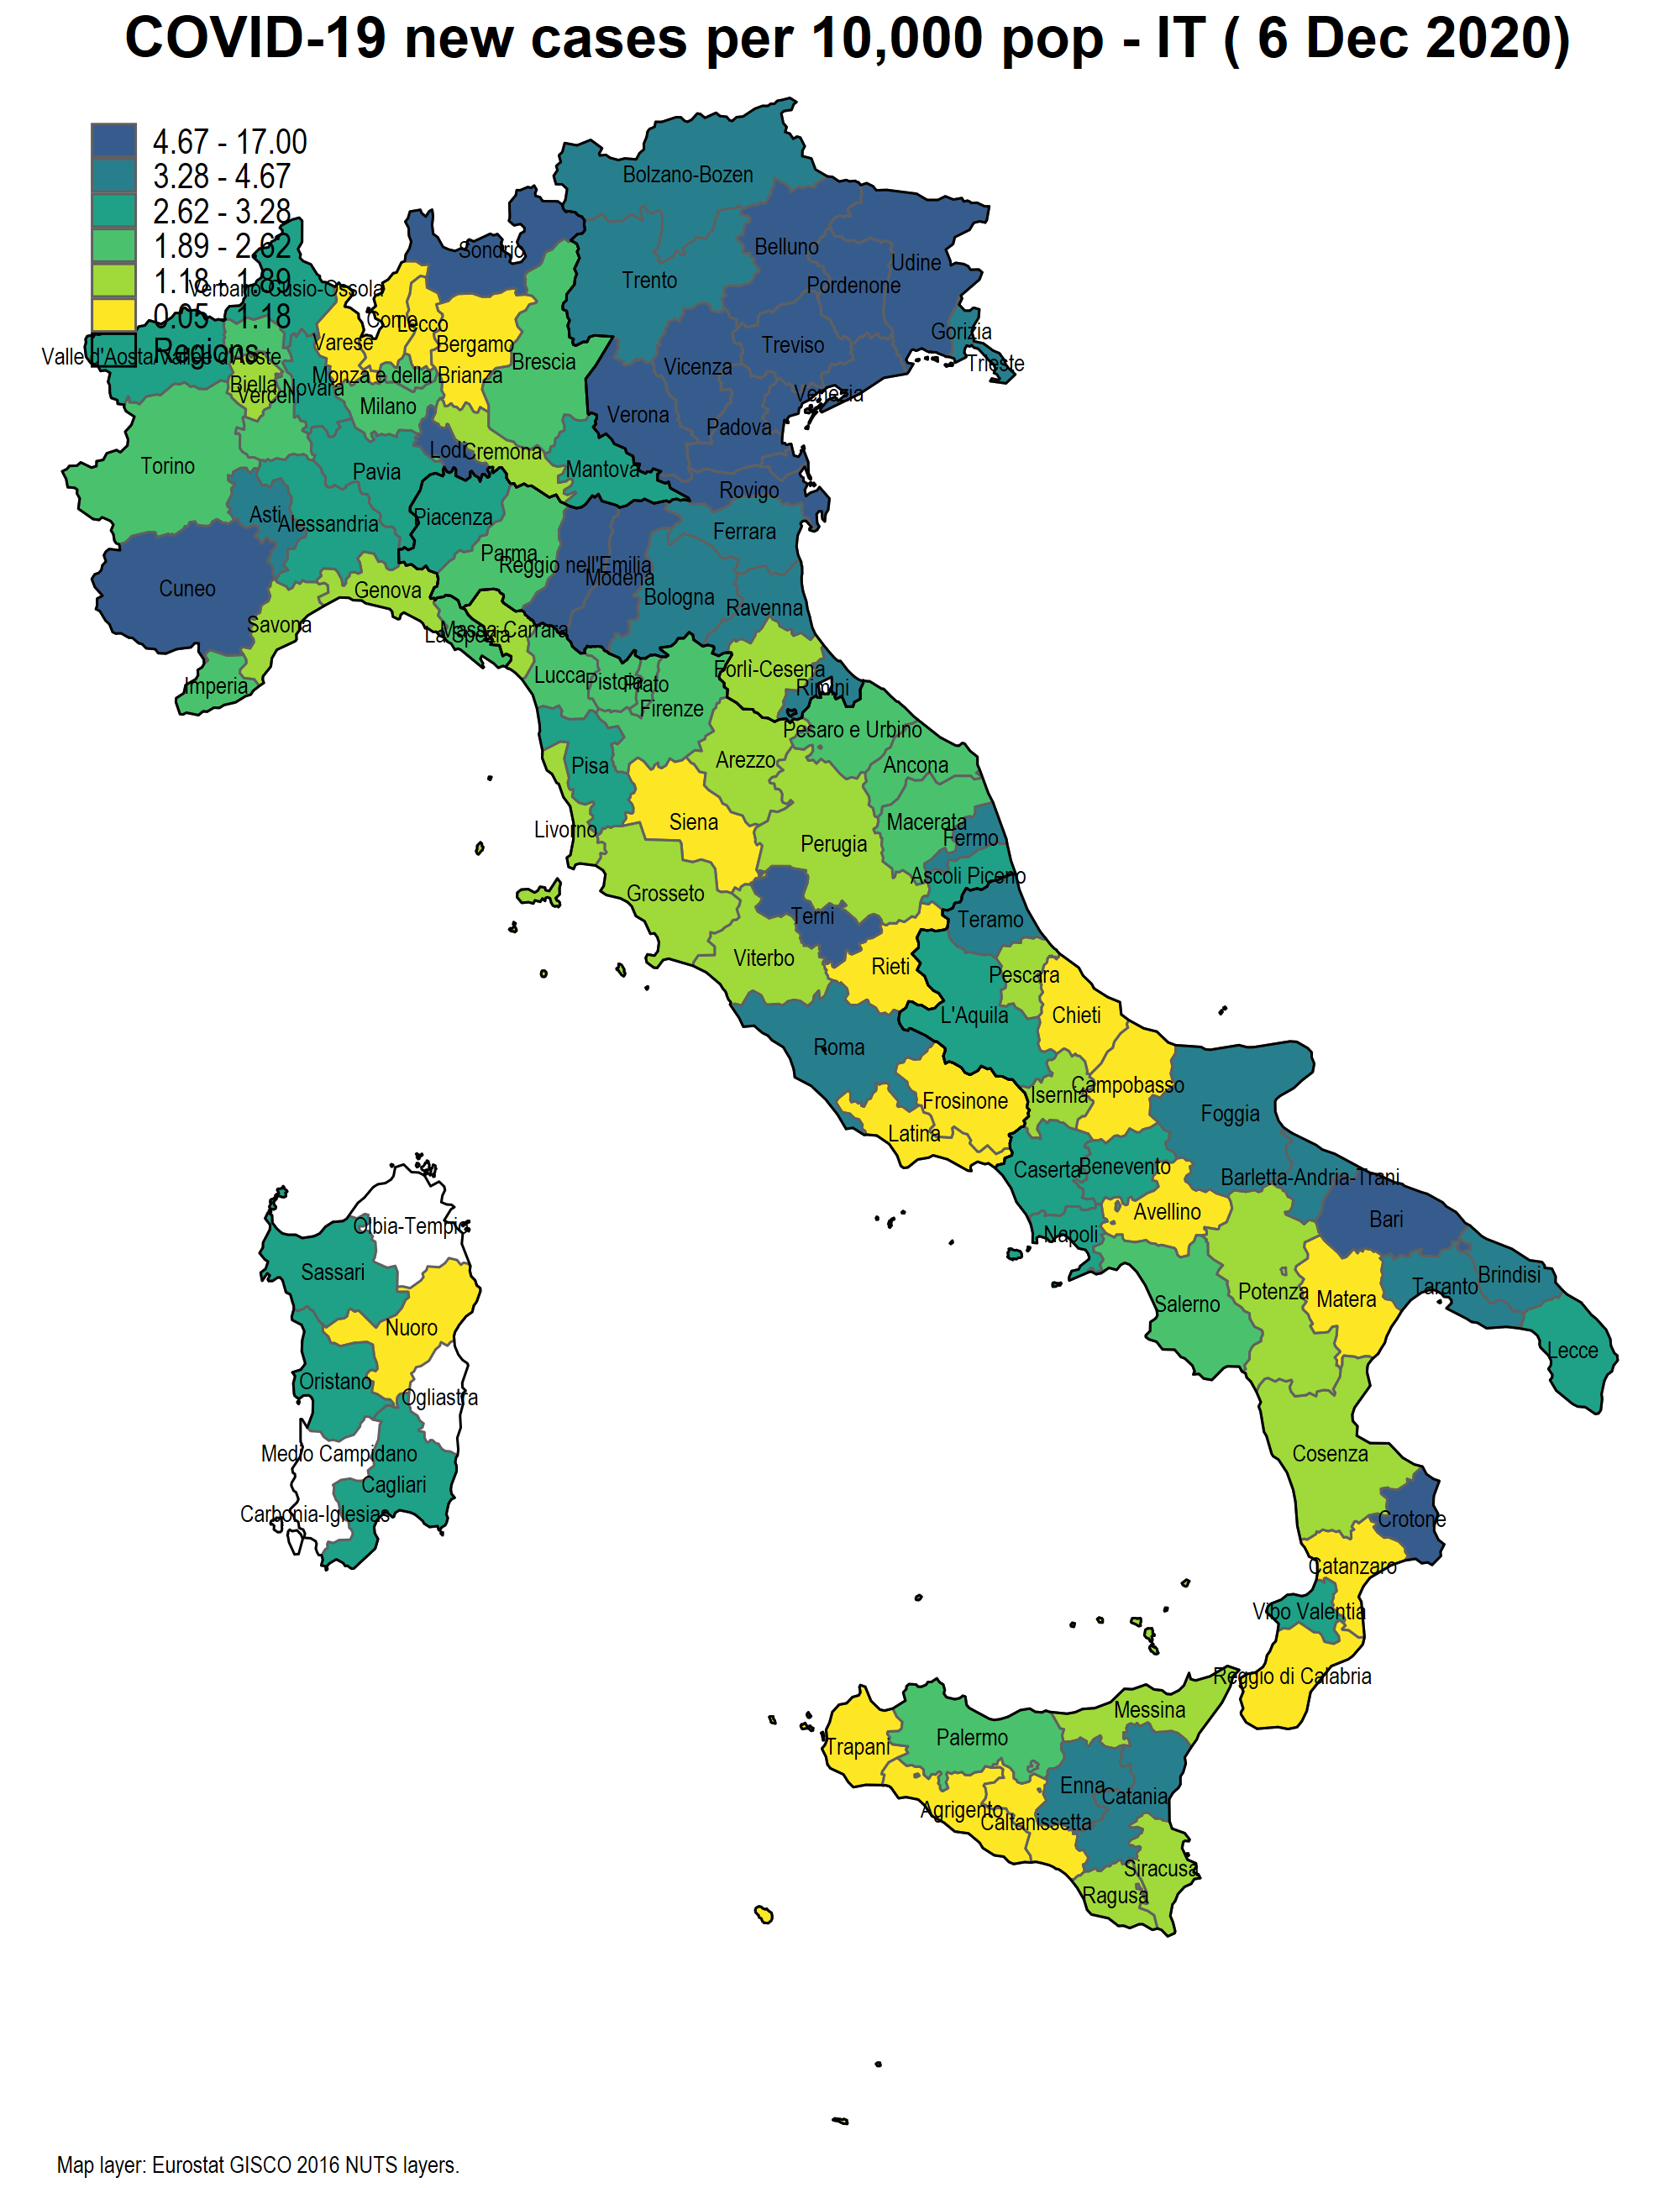 COVID-19 new cases per 10,000 pop - IT ( 6 Dec 2020)
4.67 - 17.00
3.28 - 4.67
2.62 - 3.28
1.89 - 2.62
1.18 - 1.89
0.05 - 1.18
Regions
Bolzano-Bozen
Sondrio
Belluno
Udine
Trento
Pordenone
Verbano-Cusio-Ossola
Como
Lecco
Gorizia
Varese
Bergamo
Treviso
Valle d'Aosta/Vallée d'Aoste
Brescia
Vicenza
Trieste
Biella
Novara
Monza e della Brianza
Vercelli
Venezia
Milano
Verona
Padova
Lodi
Cremona
Torino
Pavia
Mantova
Rovigo
Asti
Alessandria
Piacenza
Ferrara
Parma
Reggio nell'Emilia
Modena
Cuneo
Genova
Bologna
Ravenna
Savona
La Spezia
Massa-Carrara
Forlì-Cesena
Lucca
Pistoia
Prato
Rimini
Imperia
Firenze
Pesaro e Urbino
Arezzo
Pisa
Ancona
Siena
Macerata
Livorno
Fermo
Perugia
Ascoli Piceno
Grosseto
Terni
Teramo
Viterbo
Rieti
Pescara
L'Aquila
Chieti
Roma
Campobasso
Isernia
Frosinone
Foggia
Latina
Caserta
Benevento
Barletta-Andria-Trani
Avellino
Bari
Olbia-Tempio
Napoli
Sassari
Brindisi
Taranto
Potenza
Matera
Salerno
Nuoro
Lecce
Oristano
Ogliastra
Medio Campidano
Cosenza
Cagliari
Carbonia-Iglesias
Crotone
Catanzaro
Vibo Valentia
Reggio di Calabria
Messina
Palermo
Trapani
Enna
Catania
Agrigento
Caltanissetta
Siracusa
Ragusa
Map layer: Eurostat GISCO 2016 NUTS layers.